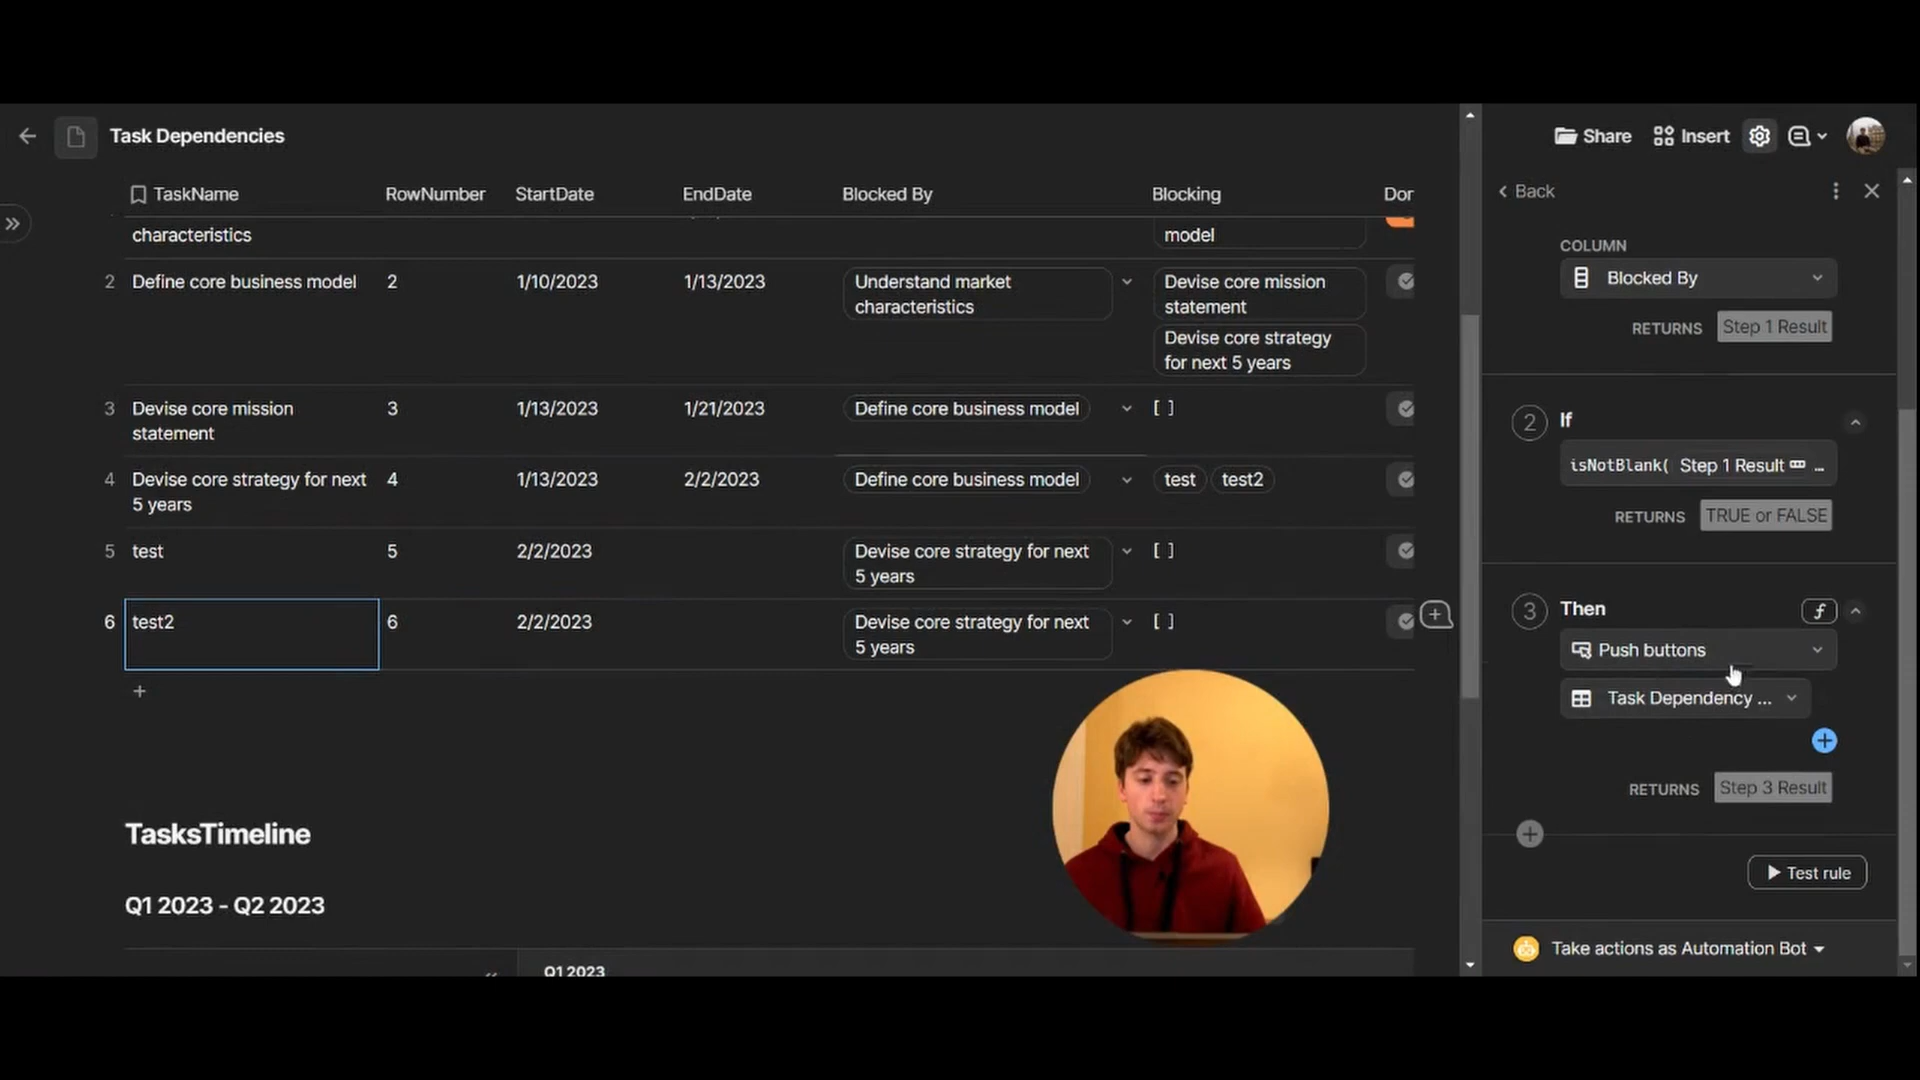 Task Dependencies
Share
Insert
TaskName
RowNumber
StartDate
EndDate
Blocked By
Blocking
Dor
characteristics
model
2
Define core business model
2
1/10/2023
1/13/2023
Understand market
characteristics
Devise core mission
statement
Devise core strategy
for next 5 years
3
Devise core mission
statement
3
1/13/2023
1/21/2023
Define core business model
[ ]
4
Devise core strategy for next
5 years
4
1/13/2023
2/2/2023
Define core business model
test
test2
5
test
5
2/2/2023
Devise core strategy for next
5 years
[ ]
6
test2
6
2/2/2023
Devise core strategy for next
5 years
[ ]
TasksTimeline
Q1 2023 - Q2 2023
Q1 2023
Back
COLUMN
Blocked By
RETURNS
Step 1 Result
2
If
isNotBlank( Step 1 Result ...
RETURNS
TRUE or FALSE
3
Then
f
Push buttons
Task Dependency ...
RETURNS
Step 3 Result
Test rule
Take actions as Automation Bot